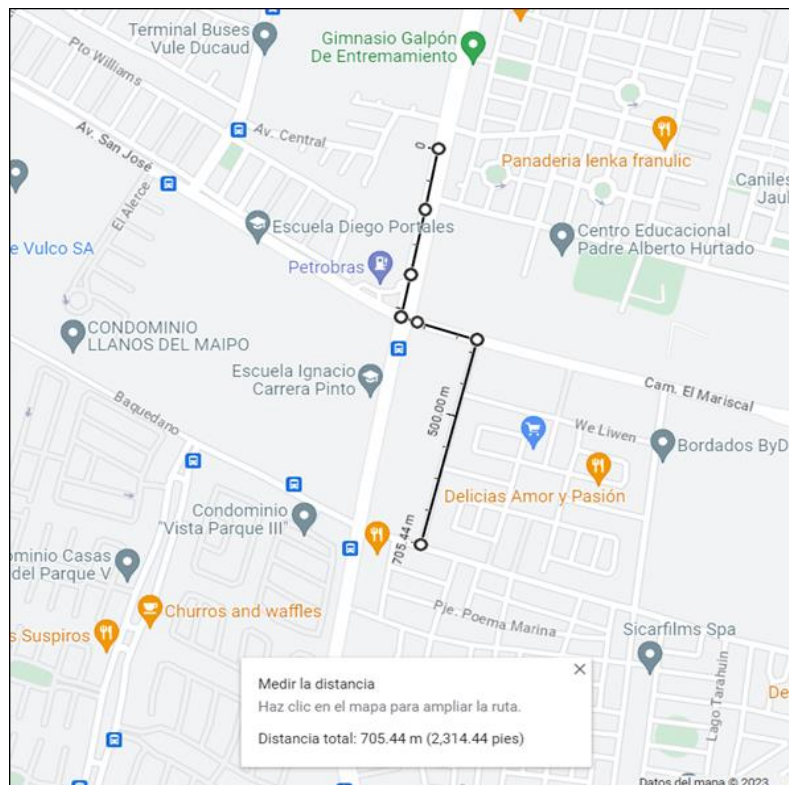 Terminal Buses
Vule Ducaud
Gimnasio Galpón
De Entremamiento
Pto Williams
Av. Central
0
Av. San José
Panaderia lenka franulic
Caniles
Jaul
El Alerce
Escuela Diego Portales
Centro Educacional
Padre Alberto Hurtado
e Vulco SA
Petrobras
CONDOMINIO
LLANOS DEL MAIPO
Escuela Ignacio
Carrera Pinto
Cam. El Mariscal
Baquedano
500.00 m
We Liwen
Bordados ByD
Delicias Amor y Pasión
Condominio
"Vista Parque III"
705.44 m
ominio Casas
del Parque V
Churros and waffles
Pje. Poema Marina
s Suspiros
Sicarfilms Spa
Lago Tarahuin
De
Medir la distancia
Haz clic en el mapa para ampliar la ruta.
Distancia total: 705.44 m (2,314.44 pies)
Datos del mapa © 2023